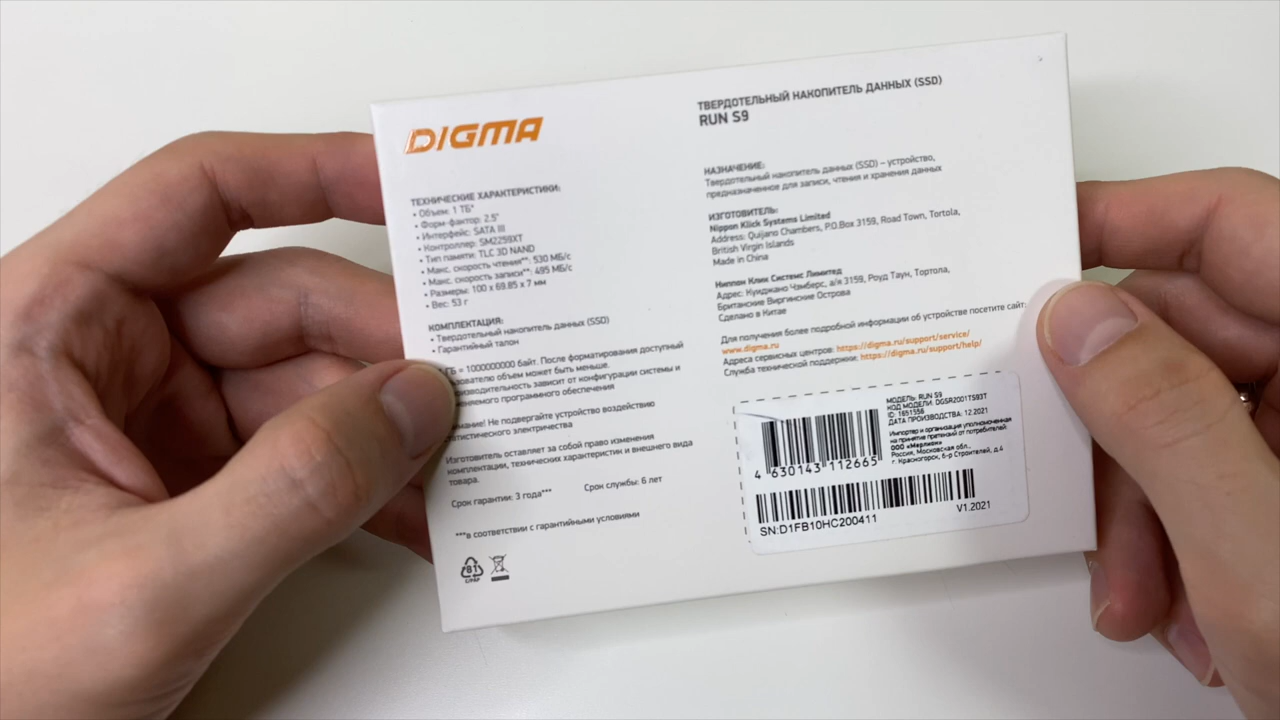 DIGMA
ТЕХНИЧЕСКИЕ ХАРАКТЕРИСТИКИ:
• Объем: 1 ТБ*
• Форм-фактор: 2.5"
• Интерфейс: SATA III
• Контроллер: SM2259XT
• Тип памяти: TLC 3D NAND
• Макс. скорость чтения**: 530 МБ/с
• Макс. скорость записи**: 495 МБ/с
• Размеры: 100 x 69.85 x 7 мм
• Вес: 53 г
КОМПЛЕКТАЦИЯ:
• Твердотельный накопитель данных (SSD)
• Гарантийный талон
ГБ = 1000000000 байт. После форматирования доступный
объем может быть меньше.
зависит от конфигурации системы и
программного обеспечения
Не подвергайте устройство воздействию
электричества
Изготовитель оставляет за собой право изменения
комплектации, технических характеристик и внешнего вида
товара.
Срок гарантии: 3 года*** Срок службы: 6 лет
***в соответствии с гарантийными условиями
81
C/PAP
ТВЕРДОТЕЛЬНЫЙ НАКОПИТЕЛЬ ДАННЫХ (SSD)
RUN S9
НАЗНАЧЕНИЕ:
Твердотельный накопитель данных (SSD) – устройство,
предназначенное для записи, чтения и хранения данных
ИЗГОТОВИТЕЛЬ:
Nippon Klick Systems Limited
Address: Quijano Chambers, P.O.Box 3159, Road Town, Tortola,
British Virgin Islands
Made in China
Ниппон Клик Системс Лимитед
Адрес: Куиджано Чэмберс, а/я 3159, Роуд Таун, Тортола,
Британские Виргинские Острова
Сделано в Китае
Для получения более подробной информации об устройстве посетите сайт:
www.digma.ru
Адреса сервисных центров: https://digma.ru/support/service/
Служба технической поддержки: https://digma.ru/support/help/
4 630143 112665
МОДЕЛЬ: RUN S9
КОД МОДЕЛИ: DGSR2001TS93T
ID: 1651556
ДАТА ПРОИЗВОДСТВА: 12.2021
Импортер и организация уполномоченная
на принятие претензий от потребителей:
ООО «Мерлион»
Россия, Московская обл.,
г. Красногорск, б-р Строителей, д.4
SN:D1FB10HC200411
V1.2021